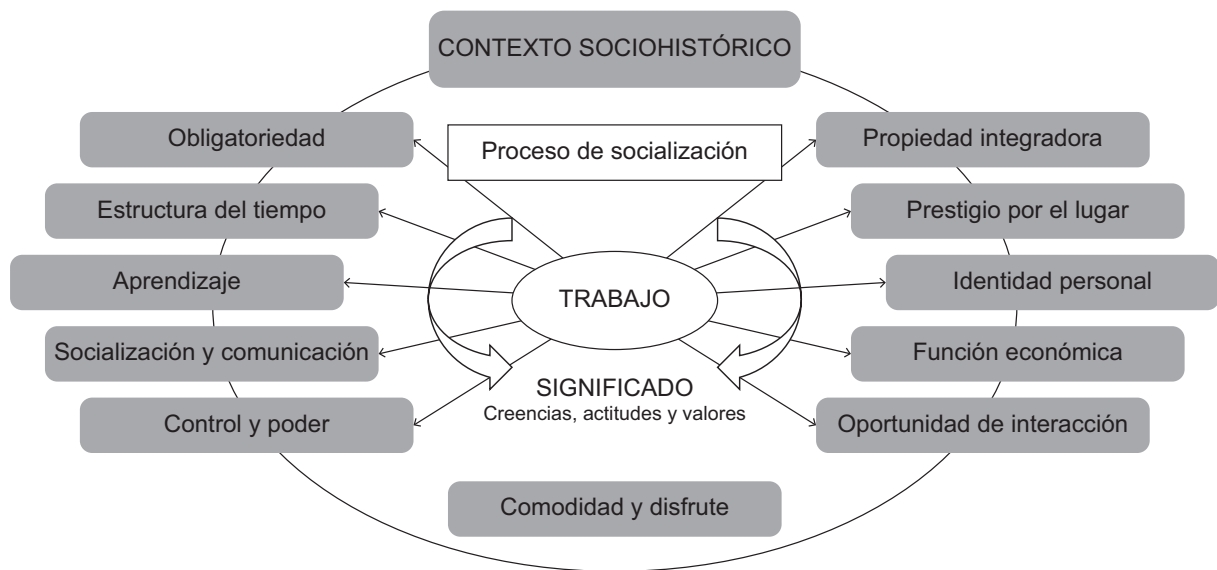 CONTEXTO SOCIOHISTÓRICO
Obligatoriedad
Proceso de socialización
Propiedad integradora
Estructura del tiempo
Prestigio por el lugar
Aprendizaje
TRABAJO
Identidad personal
Socialización y comunicación
Función económica
SIGNIFICADO
Creencias, actitudes y valores
Control y poder
Oportunidad de interacción
Comodidad y disfrute